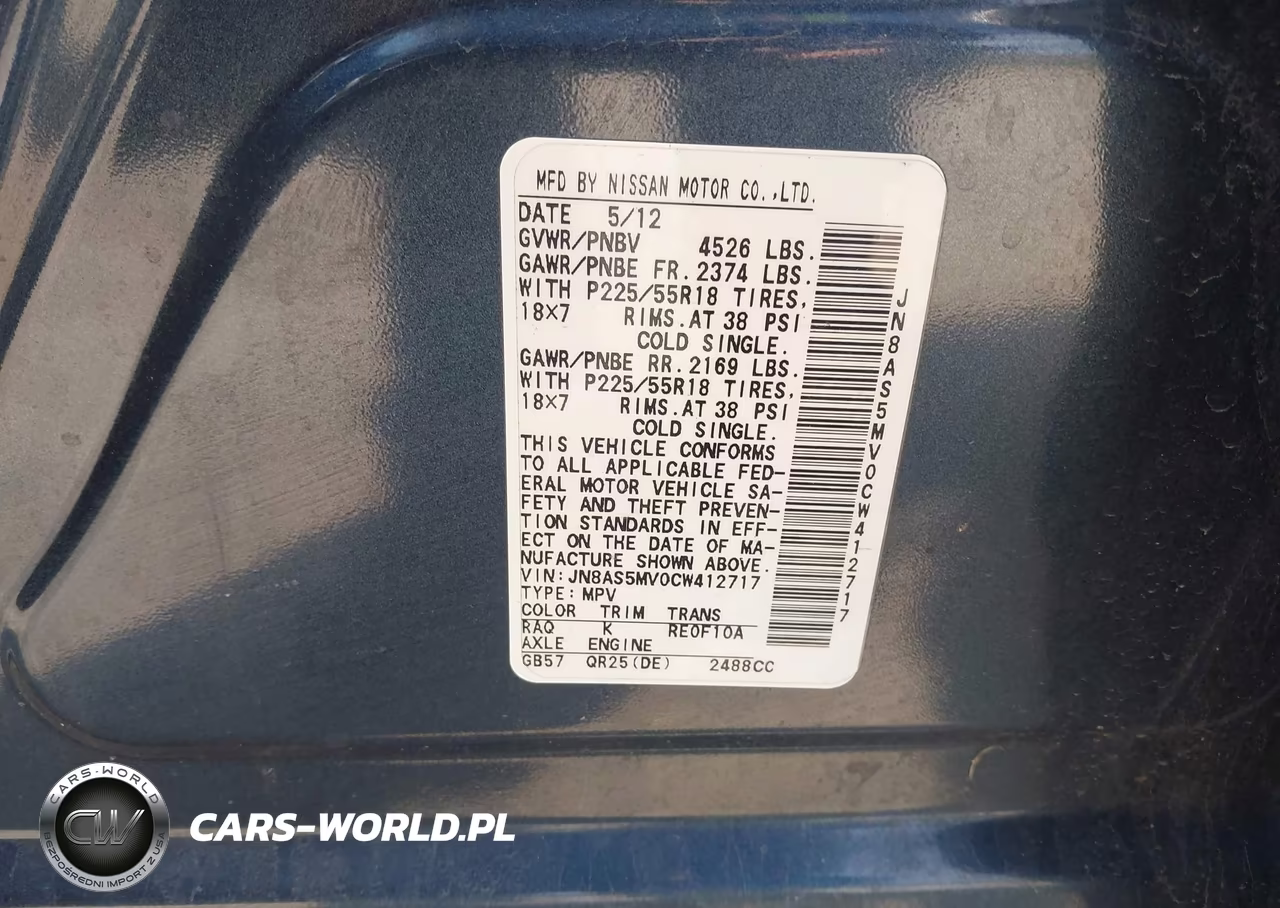 MFD BY NISSAN MOTOR CO.,LTD.
DATE 5/12
GVWR/PNBV 4526 LBS.
GAWR/PNBE FR. 2374 LBS.
WITH P225/55R18 TIRES,
18×7 RIMS.AT 38 PSI
COLD SINGLE.
GAWR/PNBE RR. 2169 LBS.
WITH P225/55R18 TIRES,
18×7 RIMS.AT 38 PSI
COLD SINGLE.
THIS VEHICLE CONFORMS
TO ALL APPLICABLE FED-
ERAL MOTOR VEHICLE SA-
FETY AND THEFT PREVEN-
TION STANDARDS IN EFF-
ECT ON THE DATE OF MA-
NUFACTURE SHOWN ABOVE.
VIN:JN8AS5MV0CW412717
TYPE:MPV
COLOR TRIM TRANS
RAQ K RE0F10A
AXLE ENGINE
GB57 QR25(DE) 2488CC
JN8AS5MV0CW412717
CARS-WORLD
CW
BEZPOŚREDNI IMPORT Z USA
CARS-WORLD.PL